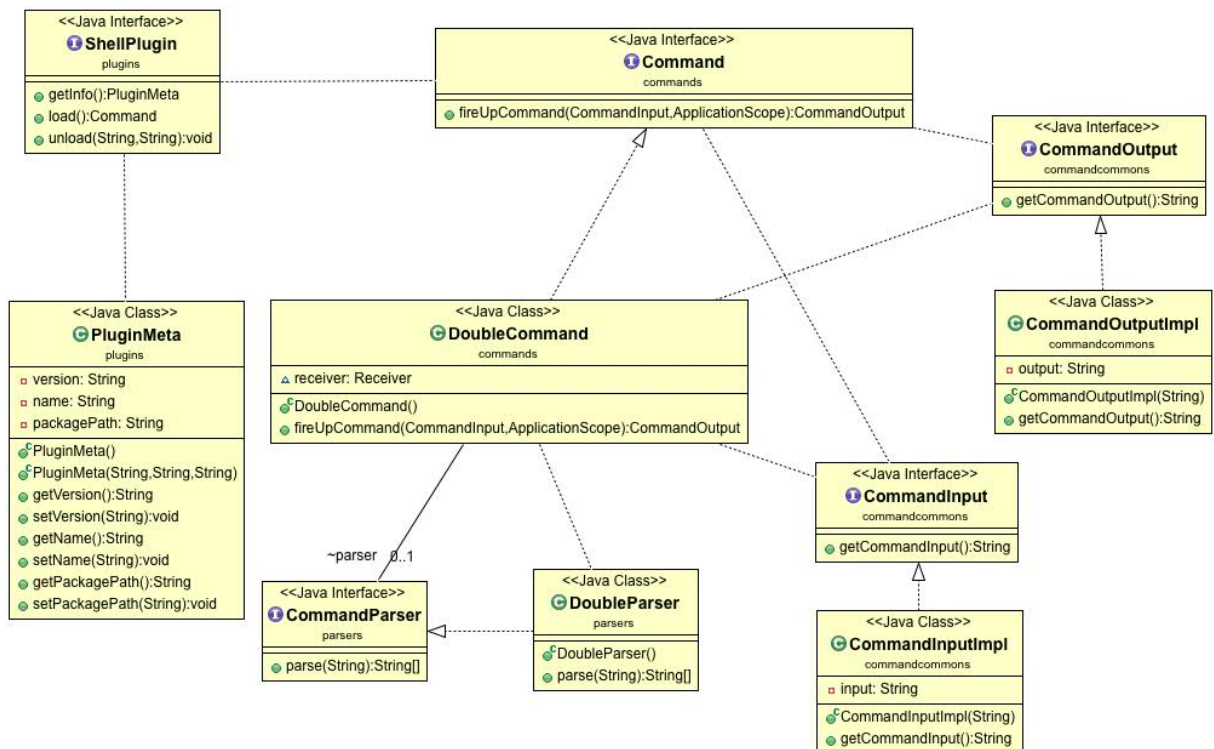 <<Java Interface>>
ShellPlugin
plugins
getInfo():PluginMeta
load():Command
unload(String,String):void
<<Java Interface>>
Command
commands
fireUpCommand(CommandInput,ApplicationScope):CommandOutput
<<Java Interface>>
CommandOutput
commandcommons
getCommandOutput():String
<<Java Class>>
PluginMeta
plugins
version: String
name: String
packagePath: String
PluginMeta()
PluginMeta(String,String,String)
getVersion():String
setVersion(String):void
getName():String
setName(String):void
getPackagePath():String
setPackagePath(String):void
<<Java Class>>
DoubleCommand
commands
receiver: Receiver
DoubleCommand()
fireUpCommand(CommandInput,ApplicationScope):CommandOutput
<<Java Class>>
CommandOutputImpl
commandcommons
output: String
CommandOutputImpl(String)
getCommandOutput():String
<<Java Interface>>
CommandInput
commandcommons
getCommandInput():String
~parser 0..1
<<Java Interface>>
CommandParser
parsers
parse(String):String[]
<<Java Class>>
DoubleParser
parsers
DoubleParser()
parse(String):String[]
<<Java Class>>
CommandInputImpl
commandcommons
input: String
CommandInputImpl(String)
getCommandInput():String